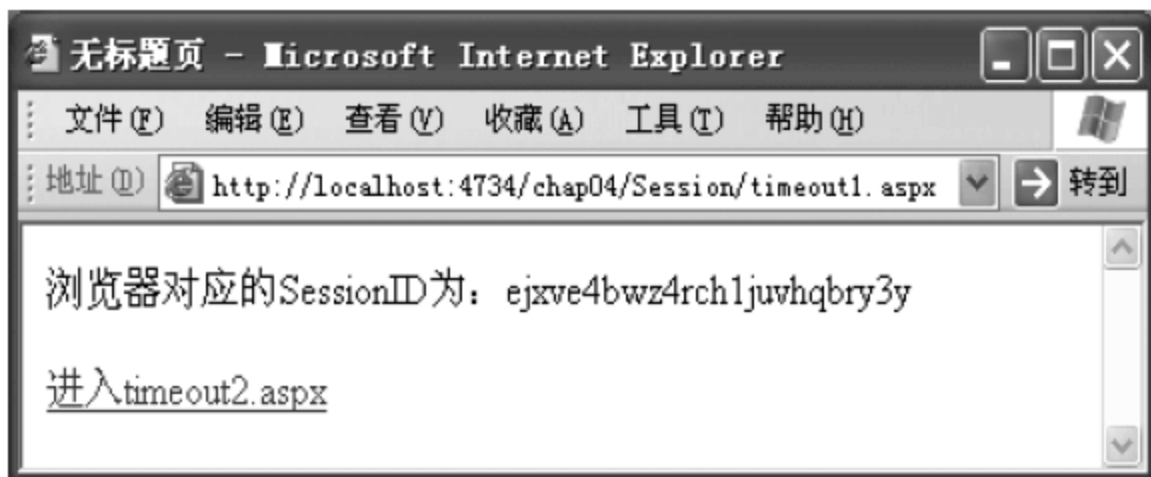 无标题页 - Microsoft Internet Explorer
文件(F) 编辑(E) 查看(V) 收藏(A) 工具(T) 帮助(H)
地址(D) http://localhost:4734/chap04/Session/timeout1.aspx 转到
浏览器对应的SessionID为：ejxve4bwz4rch1juvhqbry3y
进入timeout2.aspx